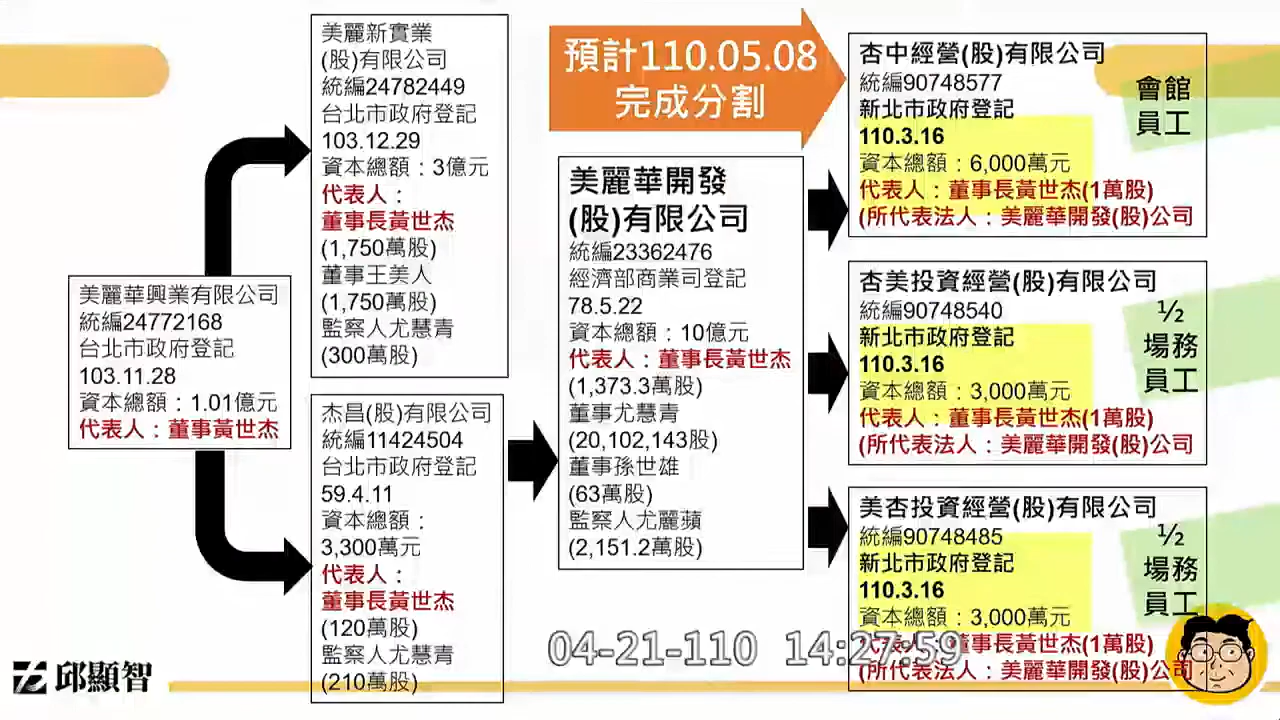 美麗新實業
(股)有限公司
統編24782449
台北市政府登記
103.12.29
資本總額：3億元
代表人：
董事長黃世杰
(1,750萬股)
董事王美人
(1,750萬股)
監察人尤慧青
(300萬股)
美麗華興業有限公司
統編24772168
台北市政府登記
103.11.28
資本總額：1.01億元
代表人：董事黃世杰
杰昌(股)有限公司
統編11424504
台北市政府登記
59.4.11
資本總額：
3,300萬元
代表人：
董事長黃世杰
(120萬股)
監察人尤慧青
(210萬股)
預計110.05.08
完成分割
美麗華開發
(股)有限公司
統編23362476
經濟部商業司登記
78.5.22
資本總額：10億元
代表人：董事長黃世杰
(1,373.3萬股)
董事尤慧青
(20,102,143股)
董事孫世雄
(63萬股)
監察人尤麗蘋
(2,151.2萬股)
杏中經營(股)有限公司
統編90748577
新北市政府登記
110.3.16
資本總額：6,000萬元
代表人：董事長黃世杰(1萬股)
(所代表法人：美麗華開發(股)公司
會館
員工
杏美投資經營(股)有限公司
統編90748540
新北市政府登記
110.3.16
資本總額：3,000萬元
代表人：董事長黃世杰(1萬股)
(所代表法人：美麗華開發(股)公司
½
場務
員工
美杏投資經營(股)有限公司
統編90748485
新北市政府登記
110.3.16
資本總額：3,000萬元
代表人：董事長黃世杰(1萬股)
(所代表法人：美麗華開發(股)公司
½
場務
員工
04-21-110 14:27:59
邱顯智